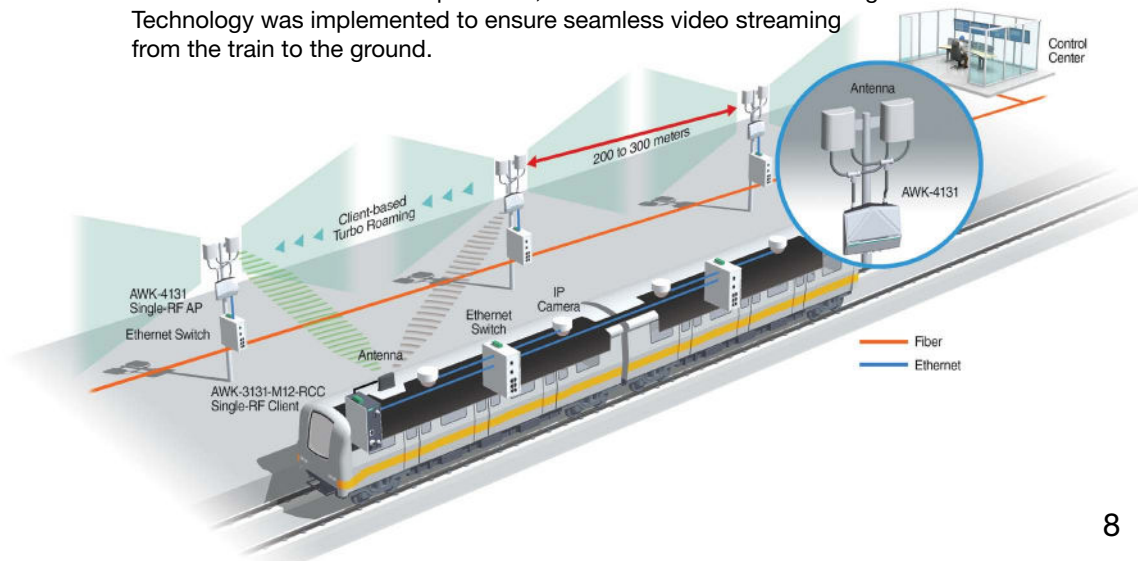 Technology was implemented to ensure seamless video streaming
from the train to the ground.
Control
Center
Antenna
200 to 300 meters
AWK-4131
Client-based
Turbo Roaming
AWK-4131
Single-RF AP
Ethernet Switch
IP
Camera
Ethernet
Switch
Antenna
Fiber
Ethernet
AWK-3131-M12-RCC
Single-RF Client
8